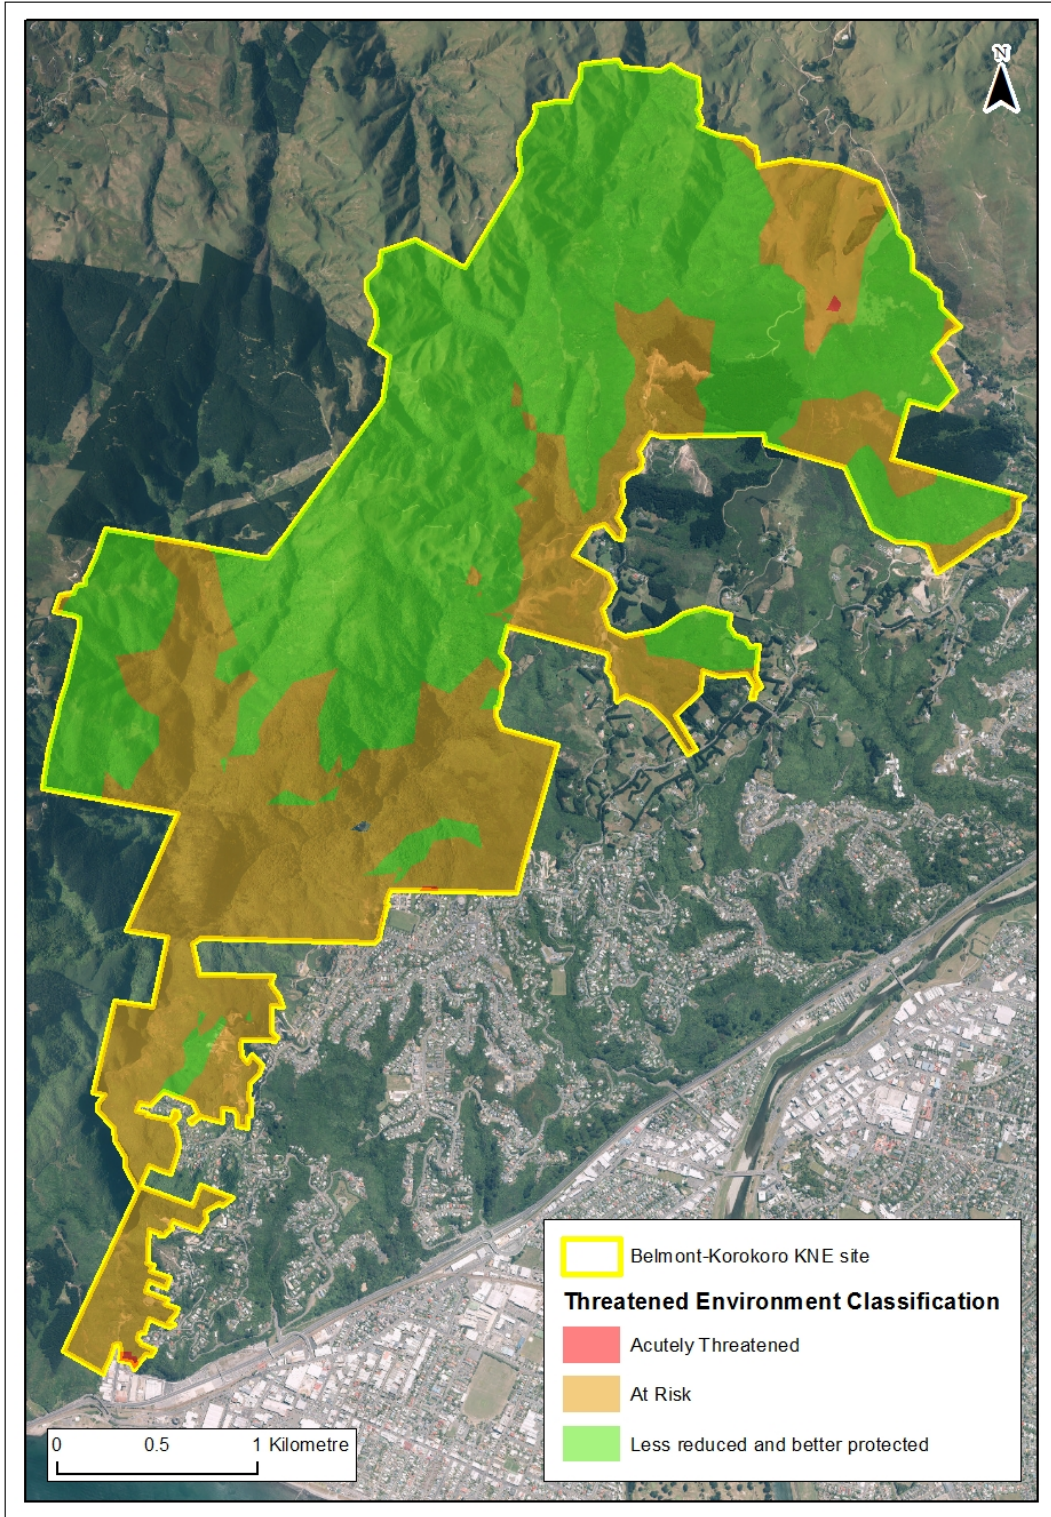 N
Belmont-Korokoro KNE site
Threatened Environment Classification
Acutely Threatened
At Risk
Less reduced and better protected
0 0.5 1 Kilometre